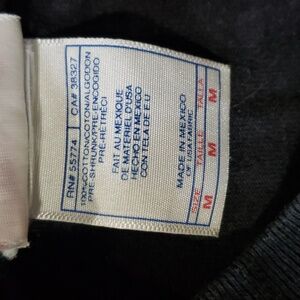 RN# 55774 | CA# 38327
100%COTTON/COTON/ALGODON
PRE-SHRUNK/PRE-ENCOGIDO
PRÉ-RÉTRÉCI
FAIT AU MEXIQUE
DE MATERIEL D'USA
HECHO EN MEXICO
CON TELA DE E.U
MADE IN MEXICO
OF USA FABRIC
SIZE TAILLE TALLA
M M M